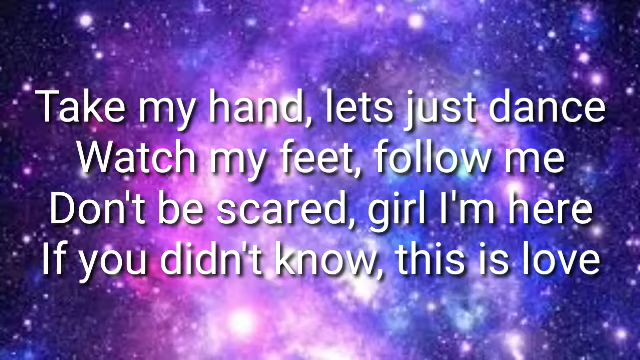 Take my hand, lets just dance
Watch my feet, follow me
Don't be scared, girl I'm here
If you didn't know, this is love